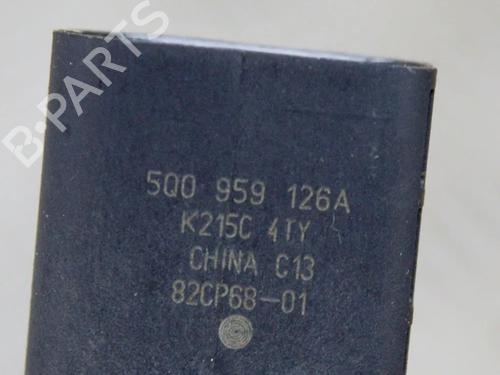 B-PARTS
5Q0 959 126A
K215C 4TY
CHINA C13
82CP68-01